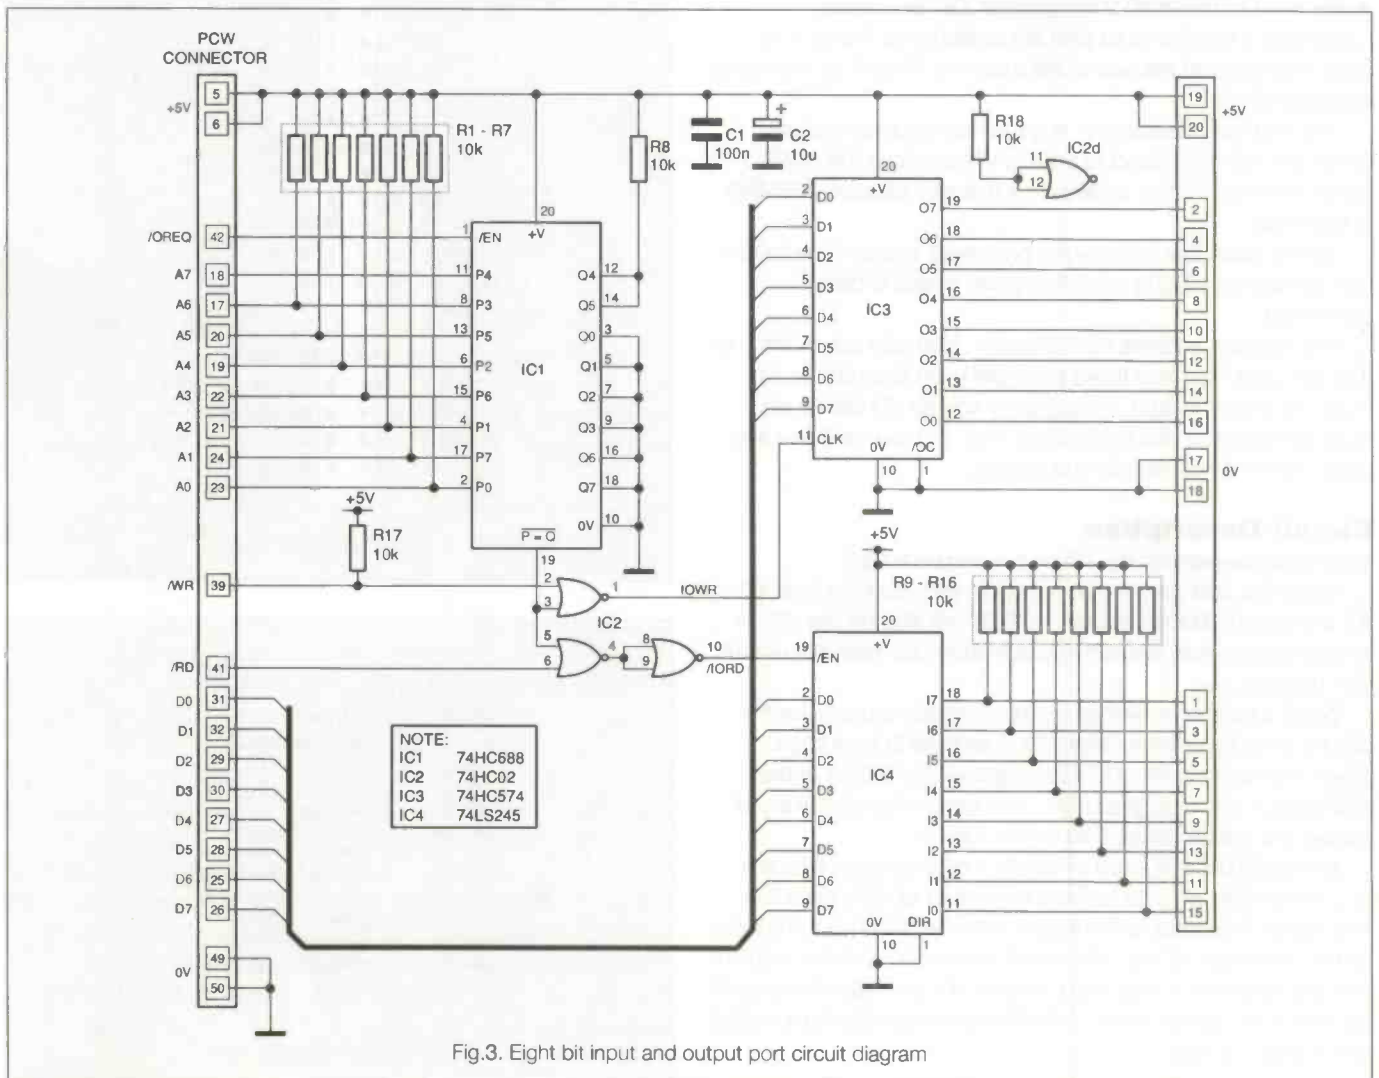 PCW
CONNECTOR
+5V
5
6
R1 - R7
10k
R8
10k
C1
100n
+
C2
10u
R18
10k
IC2d
11
12
19
20
+5V
/OREQ 42
A7 18
A6 17
A5 20
A4 19
A3 22
A2 21
A1 24
A0 23
1 /EN
11 P4
8 P3
13 P5
6 P2
15 P6
4 P1
17 P7
2 P0
20
+V
IC1
Q4 12
Q5 14
Q0 3
Q1 5
Q2 7
Q3 9
Q6 16
Q7 18
0V 10
P = Q
19
+5V
R17
10k
/WR 39
2
3
1
IOWR
IC2
5
6
4
8
9
10
/IORD
/RD 41
D0 31
D1 32
D2 29
D3 30
D4 27
D5 28
D6 25
D7 26
0V
49
50
NOTE:
IC1 74HC688
IC2 74HC02
IC3 74HC574
IC4 74LS245
20
+V
2 D0
3 D1
4 D2
5 D3
6 D4
7 D5
8 D6
9 D7
11 CLK
IC3
O7 19
O6 18
O5 17
O4 16
O3 15
O2 14
O1 13
O0 12
0V /OC
10 1
2
4
6
8
10
12
14
16
17
18
0V
+5V
R9 - R16
10k
20
+V
19 /EN
2 D0
3 D1
4 D2
5 D3
6 D4
7 D5
8 D6
9 D7
IC4
I7 18
I6 17
I5 16
I4 15
I3 14
I2 13
I1 12
I0 11
0V DIR
10 1
1
3
5
7
9
13
11
15
Fig.3. Eight bit input and output port circuit diagram